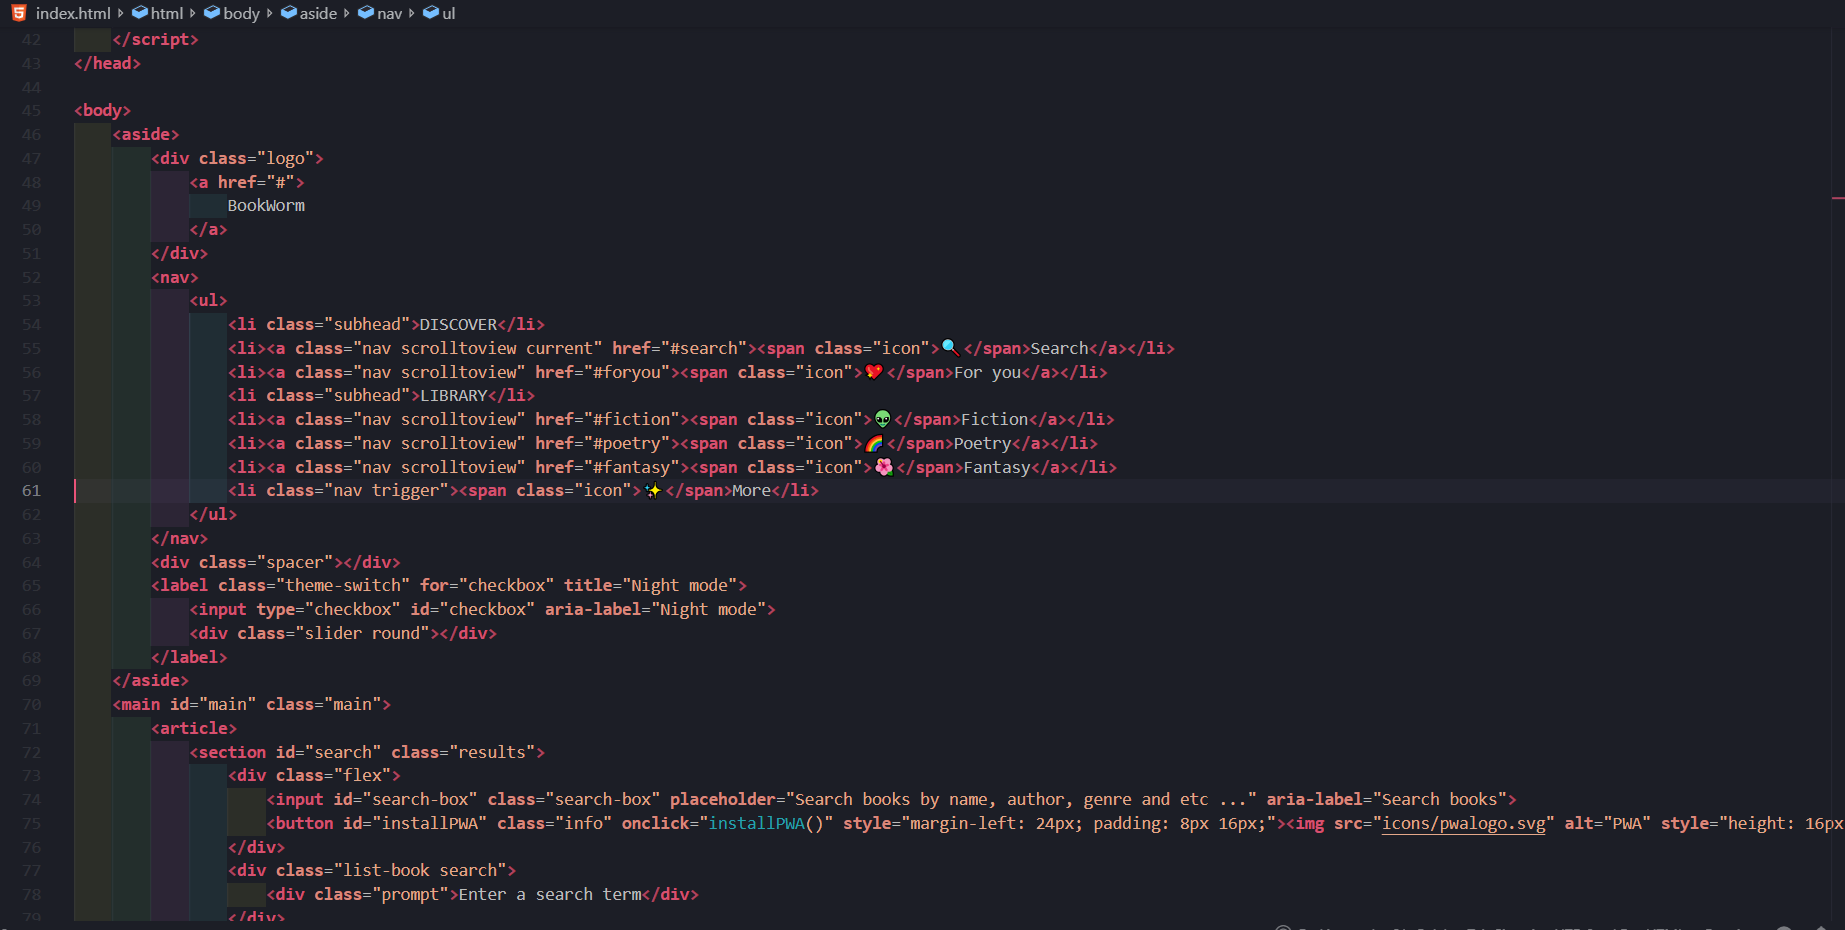 index.html html body aside nav ul
42 </script>
43 </head>
44
45 <body>
46 <aside>
47 <div class="logo">
48 <a href="#">
49 BookWorm
50 </a>
51 </div>
52 <nav>
53 <ul>
54 <li class="subhead">DISCOVER</li>
55 <li><a class="nav scrolltoview current" href="#search"><span class="icon">🔍</span>Search</a></li>
56 <li><a class="nav scrolltoview" href="#foryou"><span class="icon">💖</span>For you</a></li>
57 <li class="subhead">LIBRARY</li>
58 <li><a class="nav scrolltoview" href="#fiction"><span class="icon">👽</span>Fiction</a></li>
59 <li><a class="nav scrolltoview" href="#poetry"><span class="icon">🌈</span>Poetry</a></li>
60 <li><a class="nav scrolltoview" href="#fantasy"><span class="icon">🌺</span>Fantasy</a></li>
61 <li class="nav trigger"><span class="icon">✨</span>More</li>
62 </ul>
63 </nav>
64 <div class="spacer"></div>
65 <label class="theme-switch" for="checkbox" title="Night mode">
66 <input type="checkbox" id="checkbox" aria-label="Night mode">
67 <div class="slider round"></div>
68 </label>
69 </aside>
70 <main id="main" class="main">
71 <article>
72 <section id="search" class="results">
73 <div class="flex">
74 <input id="search-box" class="search-box" placeholder="Search books by name, author, genre and etc ..." aria-label="Search books">
75 <button id="installPWA" class="info" onclick="installPWA()" style="margin-left: 24px; padding: 8px 16px;"><img src="icons/pwalogo.svg" alt="PWA" style="height: 16px
76 </div>
77 <div class="list-book search">
78 <div class="prompt">Enter a search term</div>
79 </div>